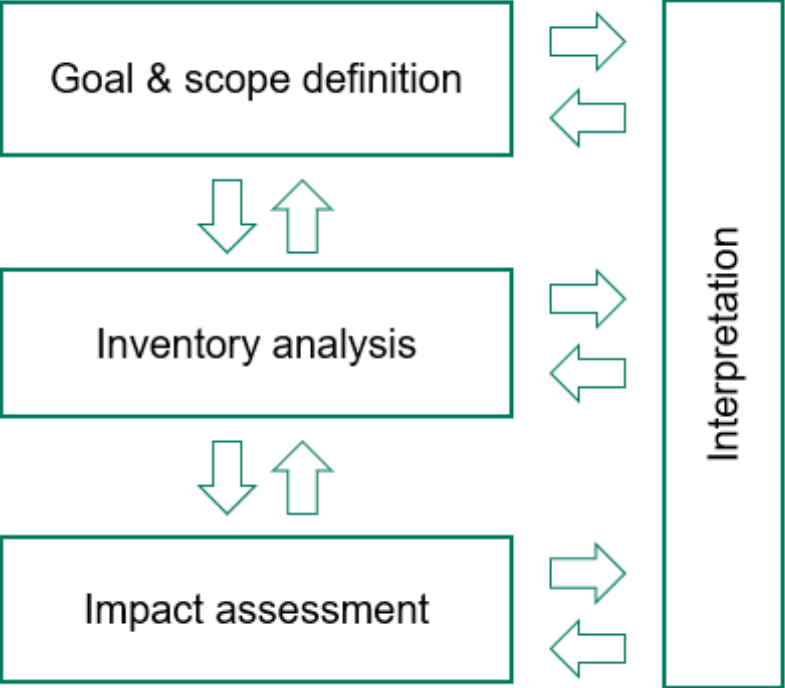 Goal & scope definition
Inventory analysis
Impact assessment
Interpretation